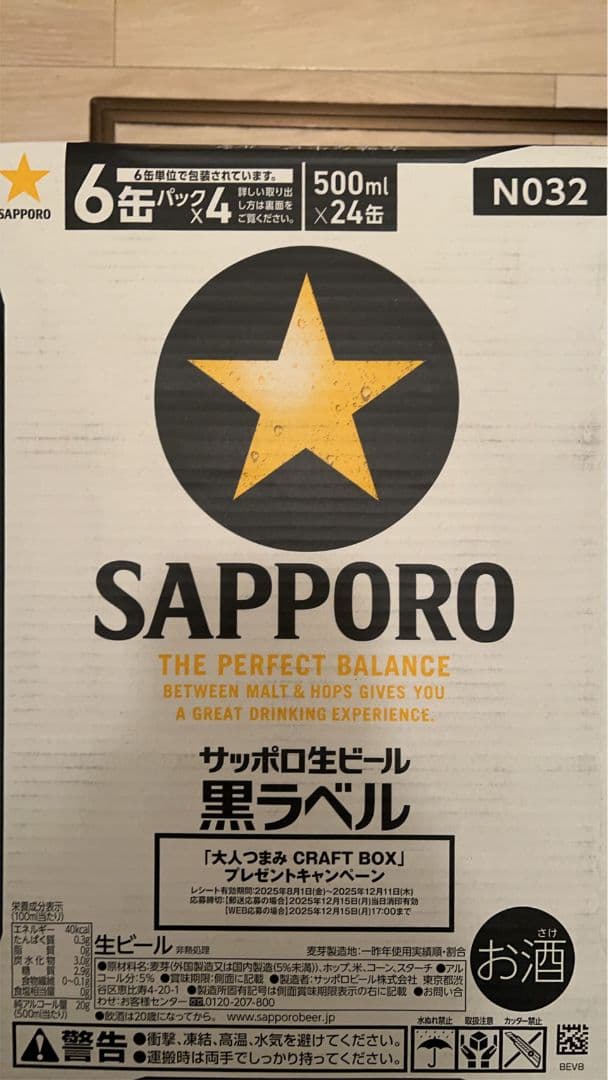 SAPPORO
6缶単位で包装されています。
6缶パック×4
詳しい取り出
し方は裏面を
ご覧ください。
500ml
×24缶
N032
SAPPORO
THE PERFECT BALANCE
BETWEEN MALT & HOPS GIVES YOU
A GREAT DRINKING EXPERIENCE.
サッポロ生ビール
黒ラベル
「大人つまみ CRAFT BOX」
プレゼントキャンペーン
レシート有効期間:2025年8月1日(金)~2025年12月11日(木)
応募締切:【郵送応募の場合】2025年12月15日(月)当日消印有効
【WEB応募の場合】2025年12月15日(月)17:00まで
栄養成分表示
(100ml当たり)
エネルギー 40kcal
たんぱく質 0.3g
脂質 0g
炭水化物 3.0g
糖質 2.9g
食物繊維 0~0.1g
食塩相当量 0g
純アルコール量 20g
(500ml当たり)
生ビール 非熱処理
麦芽製造地:一昨年使用実績順・割合
●原材料名:麦芽(外国製造又は国内製造(5%未満))、ホップ、米、コーン、スターチ ●アル
コール分:5% ●賞味期限:側面に記載 ●製造者:サッポロビール株式会社 東京都渋
谷区恵比寿4-20-1 ●製造所固有記号は側面賞味期限表示の右に記載 ●お問い合
わせ:お客様センター 0120-207-800
●飲酒は20歳になってから。 www.sapporobeer.jp
さけ
お酒
警告
●衝撃、凍結、高温、水気を避けてください。
●運搬時は両手でしっかり持ってください。
水ぬれ禁止
取扱注意
カッター禁止
BEV8